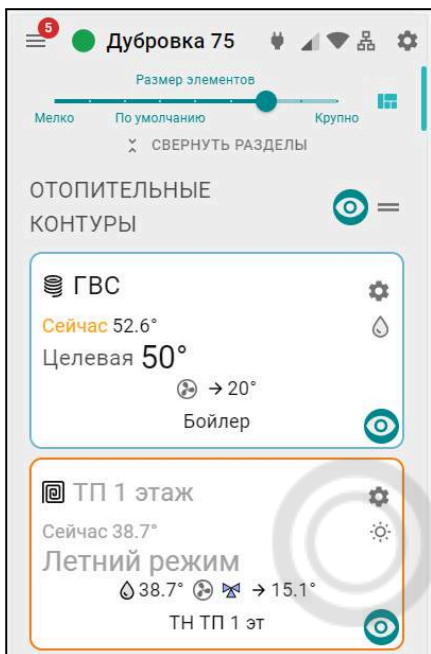 5
Дубровка 75
Размер элементов
Мелко По умолчанию Крупно
СВЕРНУТЬ РАЗДЕЛЫ
ОТОПИТЕЛЬНЫЕ
КОНТУРЫ
ГВС
Сейчас 52.6°
Целевая 50°
→ 20°
Бойлер
ТП 1 этаж
Сейчас 38.7°
Летний режим
38.7° → 15.1°
ТН ТП 1 эт